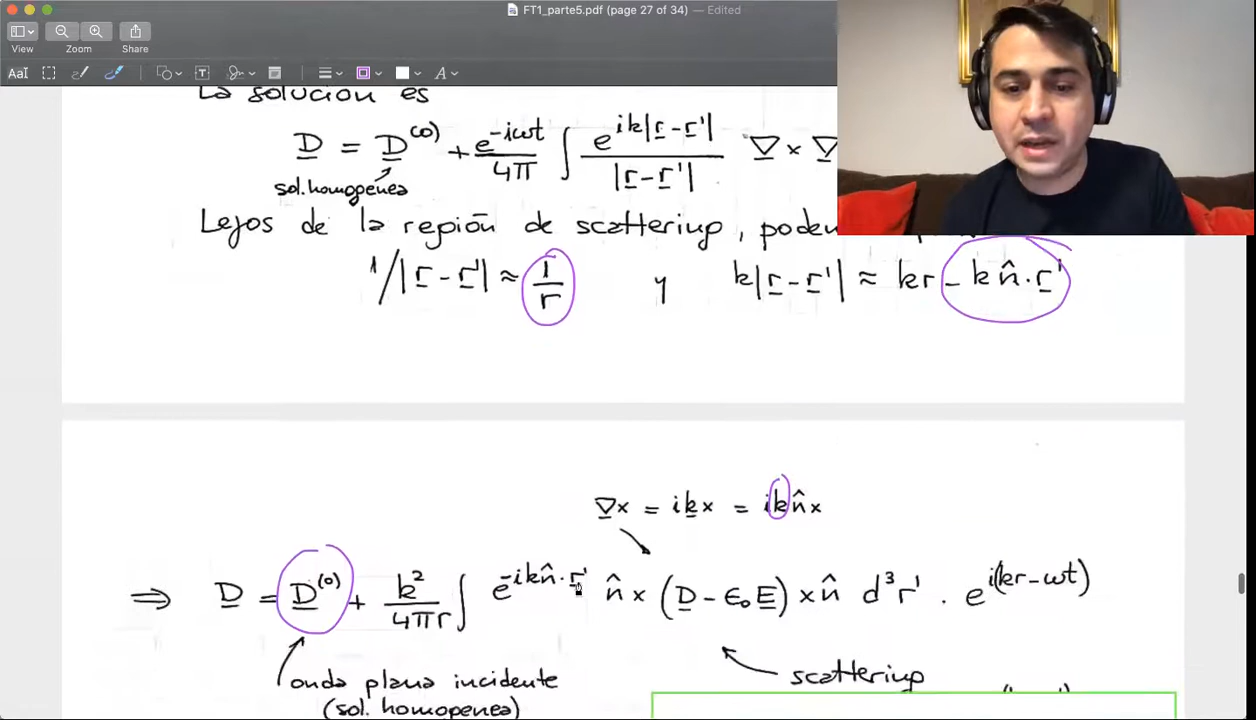 FT1_parte5.pdf (page 27 of 34) — Edited
View Zoom Share
AaI T A
La solución es
D = D^(0) + e^-iωt/4π ∫ e^ik|r-r'|/|r-r'| ∇× ∇
sol. homogenea
Lejos de la región de scattering, podem
1/|r-r'| ≈ 1/r y k|r-r'| ≈ kr - kn̂·r'
∇× = ik× = ikn̂×
⇒ D = D^(0) + k²/4πr ∫ e^-ikn̂·r' n̂×(D-ε₀E)×n̂ d³r' · e^i(kr-ωt)
onda plana incidente
(sol. homogenea)
scattering